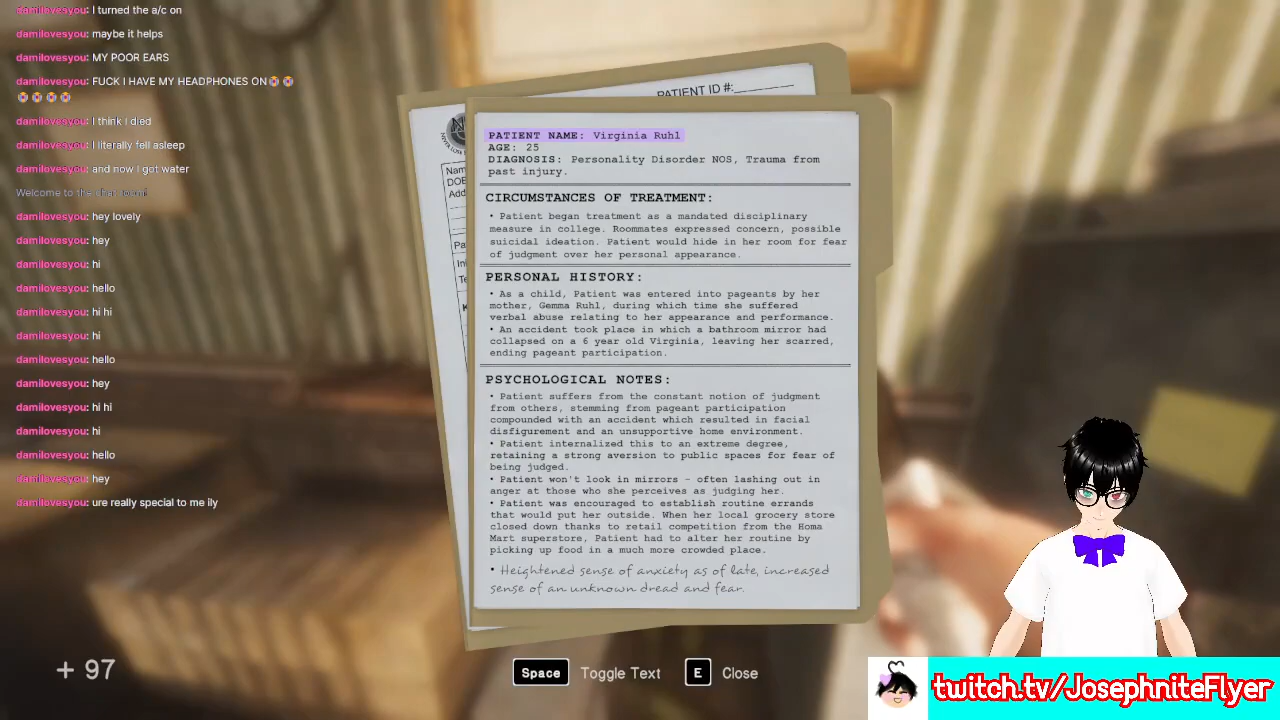 damilovesyou: I turned the a/c on
damilovesyou: maybe it helps
damilovesyou: MY POOR EARS
damilovesyou: FUCK I HAVE MY HEADPHONES ON😭😭
😭😭😭😭
damilovesyou: I think I died
damilovesyou: I literally fell asleep
damilovesyou: and now I got water
Welcome to the chat room!
damilovesyou: hey lovely
damilovesyou: hey
damilovesyou: hi
damilovesyou: hello
damilovesyou: hi hi
damilovesyou: hi
damilovesyou: hello
damilovesyou: hey
damilovesyou: hi hi
damilovesyou: hi
damilovesyou: hello
damilovesyou: hey
damilovesyou: ure really special to me ily
PATIENT ID #:
PATIENT NAME: Virginia Ruhl
AGE: 25
DIAGNOSIS: Personality Disorder NOS, Trauma from
past injury.
CIRCUMSTANCES OF TREATMENT:
• Patient began treatment as a mandated disciplinary
measure in college. Roommates expressed concern, possible
suicidal ideation. Patient would hide in her room for fear
of judgment over her personal appearance.
PERSONAL HISTORY:
• As a child, Patient was entered into pageants by her
mother, Gemma Ruhl, during which time she suffered
verbal abuse relating to her appearance and performance.
• An accident took place in which a bathroom mirror had
collapsed on a 6 year old Virginia, leaving her scarred,
ending pageant participation.
PSYCHOLOGICAL NOTES:
• Patient suffers from the constant notion of judgment
from others, stemming from pageant participation
compounded with an accident which resulted in facial
disfigurement and an unsupportive home environment.
• Patient internalized this to an extreme degree,
retaining a strong aversion to public spaces for fear of
being judged.
• Patient won't look in mirrors - often lashing out in
anger at those who she perceives as judging her.
• Patient was encouraged to establish routine errands
that would put her outside. When her local grocery store
closed down thanks to retail competition from the Homa
Mart superstore, Patient had to alter her routine by
picking up food in a much more crowded place.
• Heightened sense of anxiety as of late, increased
sense of an unknown dread and fear.
+ 97
Space Toggle Text E Close
twitch.tv/JosephniteFlyer